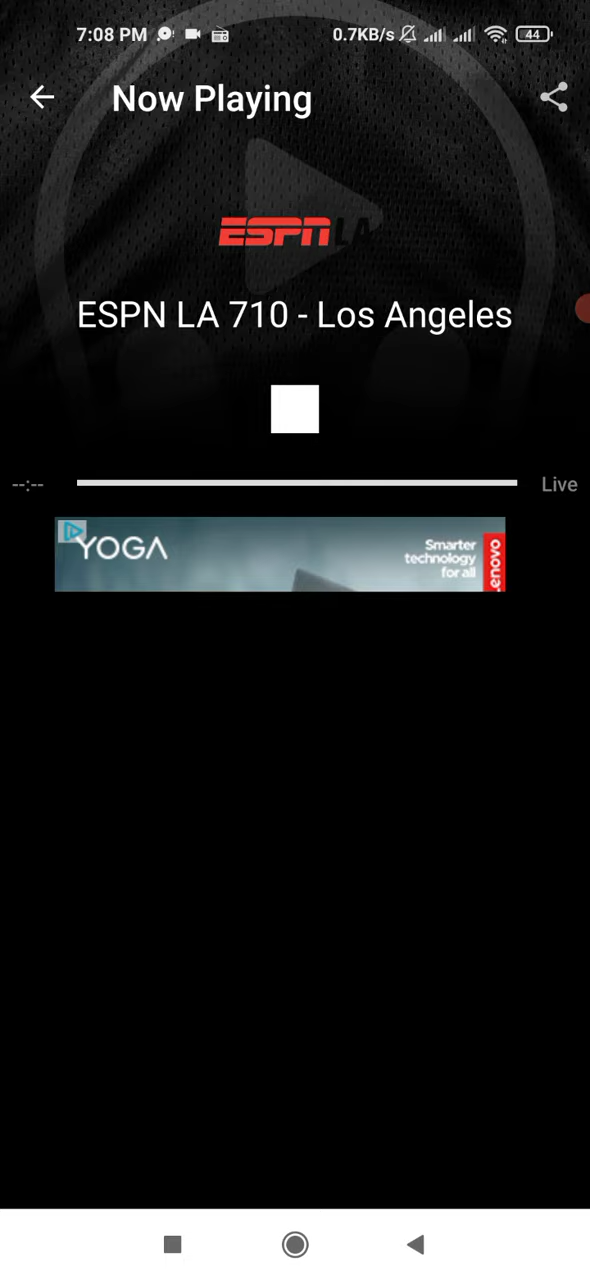 7:08 PM 0.7KB/s 44
Now Playing
ESPN LA
ESPN LA 710 - Los Angeles
--:-- Live
YOGA
Smarter
technology
for all
Lenovo